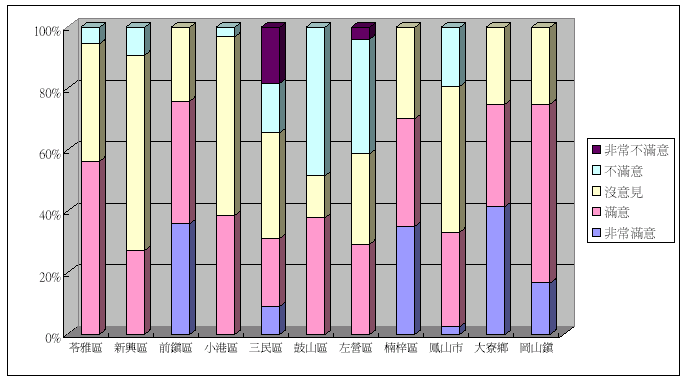 100%
80%
60%
40%
20%
0%
苓雅區 新興區 前鎮區 小港區 三民區 鼓山區 左營區 楠梓區 鳳山市 大寮鄉 岡山鎮
非常不滿意
不滿意
沒意見
滿意
非常滿意